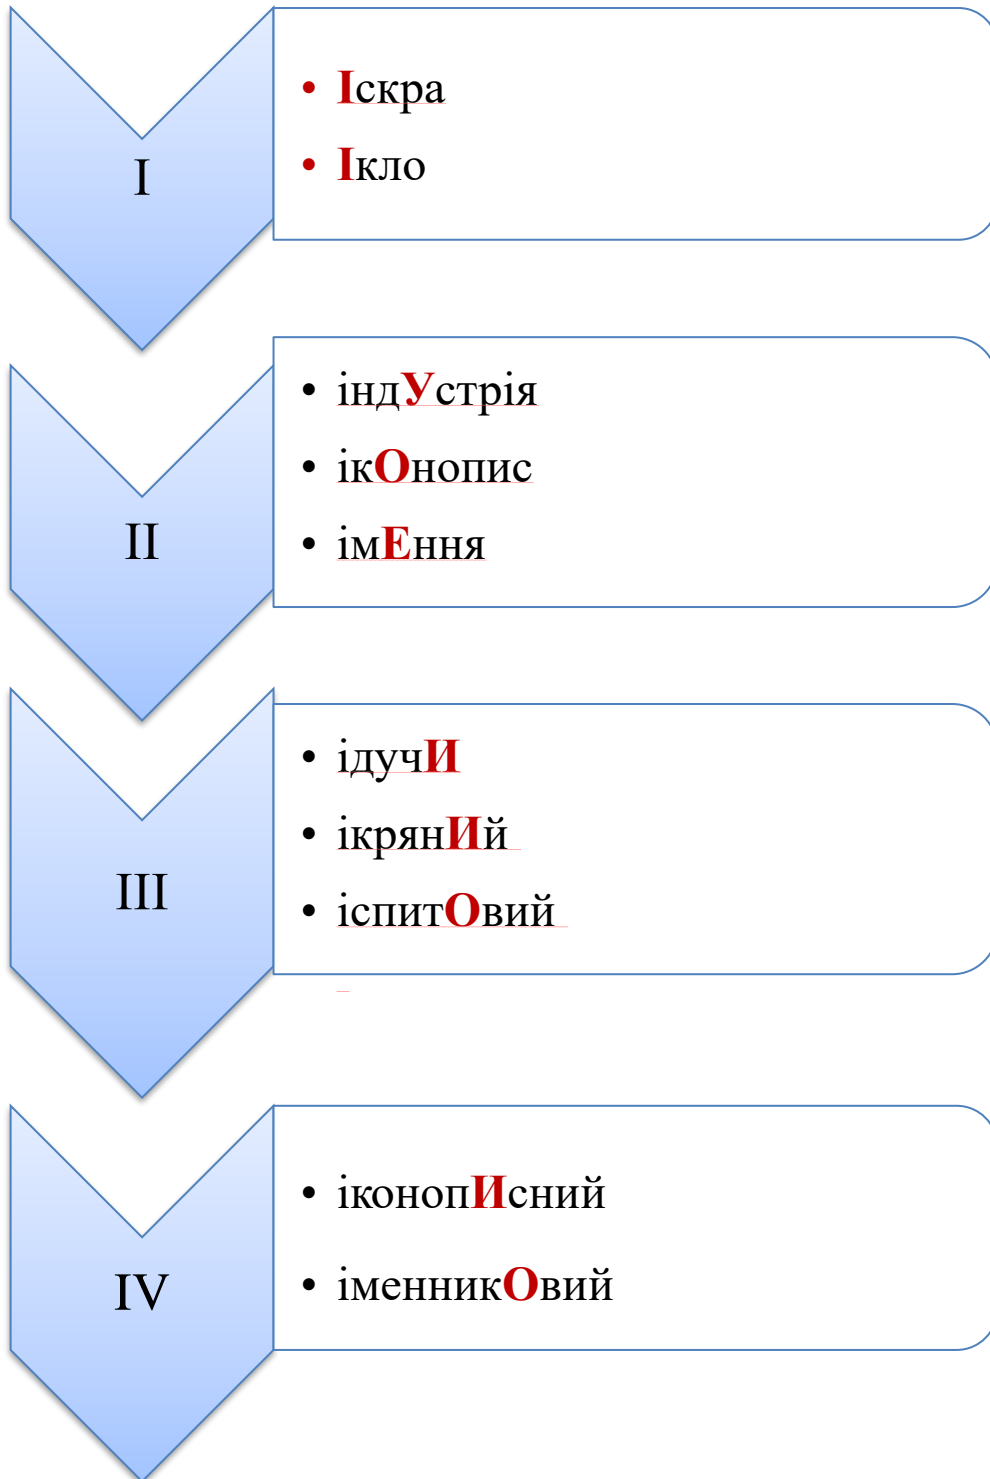 I
• Іскра
• Ікло
II
• індУстрія
• ікОнопис
• імЕння
III
• ідучИ
• ікрянИй
• іспитОвий
IV
• іконопИсний
• іменникОвий